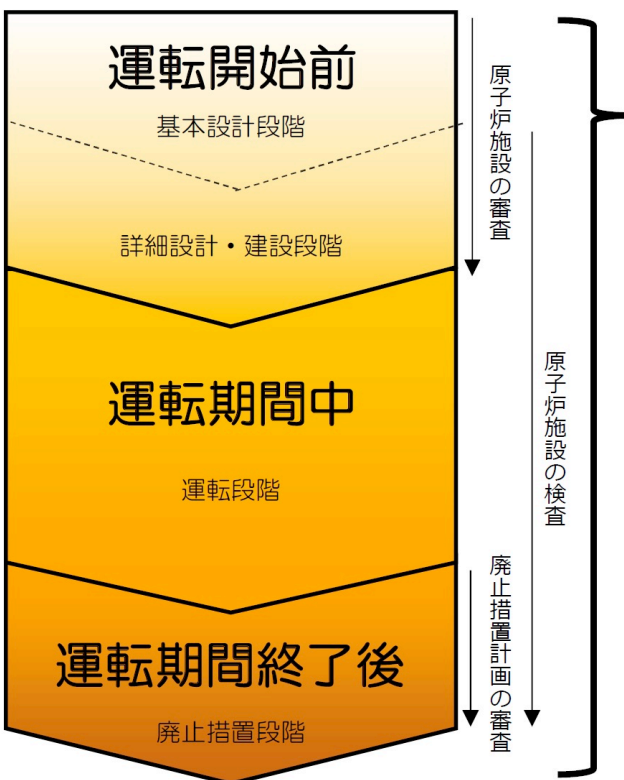 運転開始前
基本設計段階
詳細設計・建設段階
運転期間中
運転段階
運転期間終了後
廃止措置段階
原子炉施設の審査
原子炉施設の検査
廃止措置計画の審査